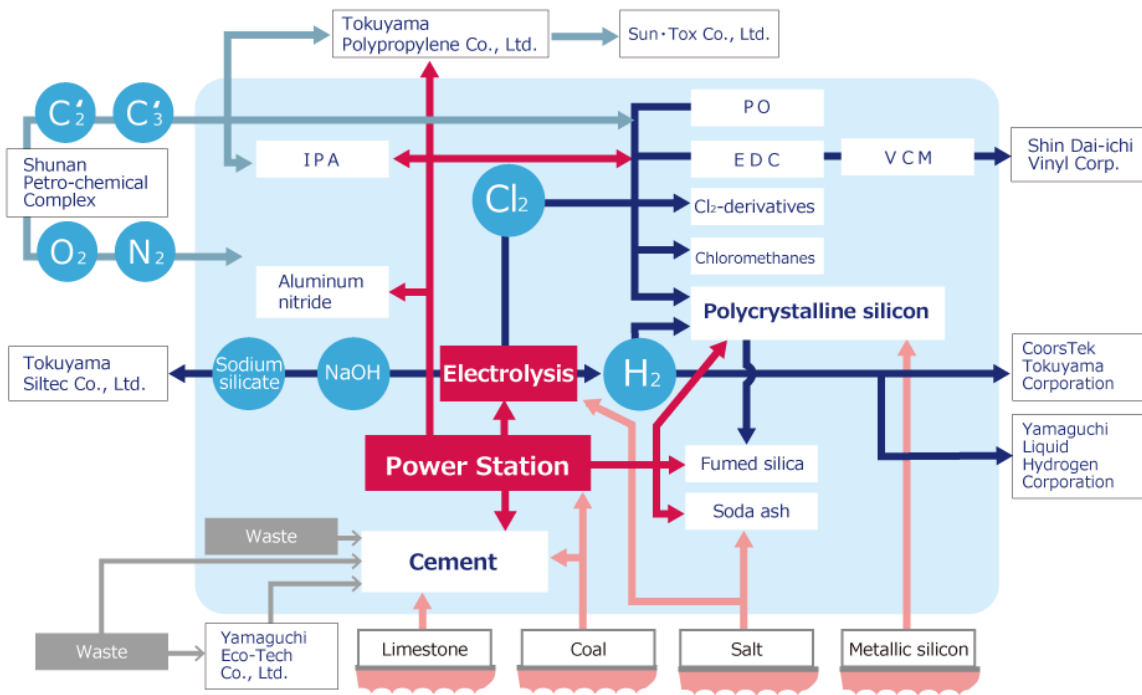 Tokuyama
Polypropylene Co., Ltd.
Sun･Tox Co., Ltd.
C′2
C′3
PO
Shunan
Petro-chemical
Complex
IPA
EDC
VCM
Shin Dai-ichi
Vinyl Corp.
Cl2
Cl2-derivatives
O2
N2
Chloromethanes
Aluminum
nitride
Polycrystalline silicon
Tokuyama
Siltec Co., Ltd.
Sodium
silicate
NaOH
Electrolysis
H2
CoorsTek
Tokuyama
Corporation
Power Station
Fumed silica
Yamaguchi
Liquid
Hydrogen
Corporation
Soda ash
Waste
Cement
Waste
Yamaguchi
Eco-Tech
Co., Ltd.
Limestone
Coal
Salt
Metallic silicon